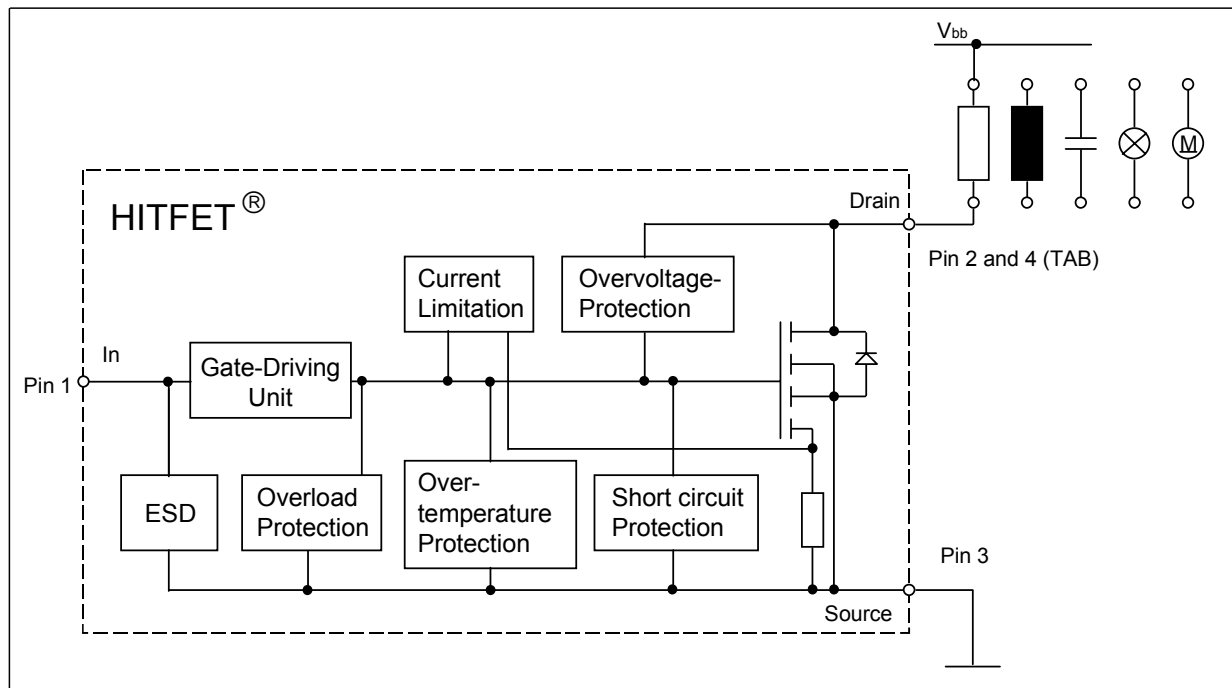 Vbb
HITFET ®
Drain
Pin 2 and 4 (TAB)
Current
Limitation
Overvoltage-
Protection
In
Pin 1
Gate-Driving
Unit
ESD
Overload
Protection
Over-
temperature
Protection
Short circuit
Protection
Pin 3
Source
M